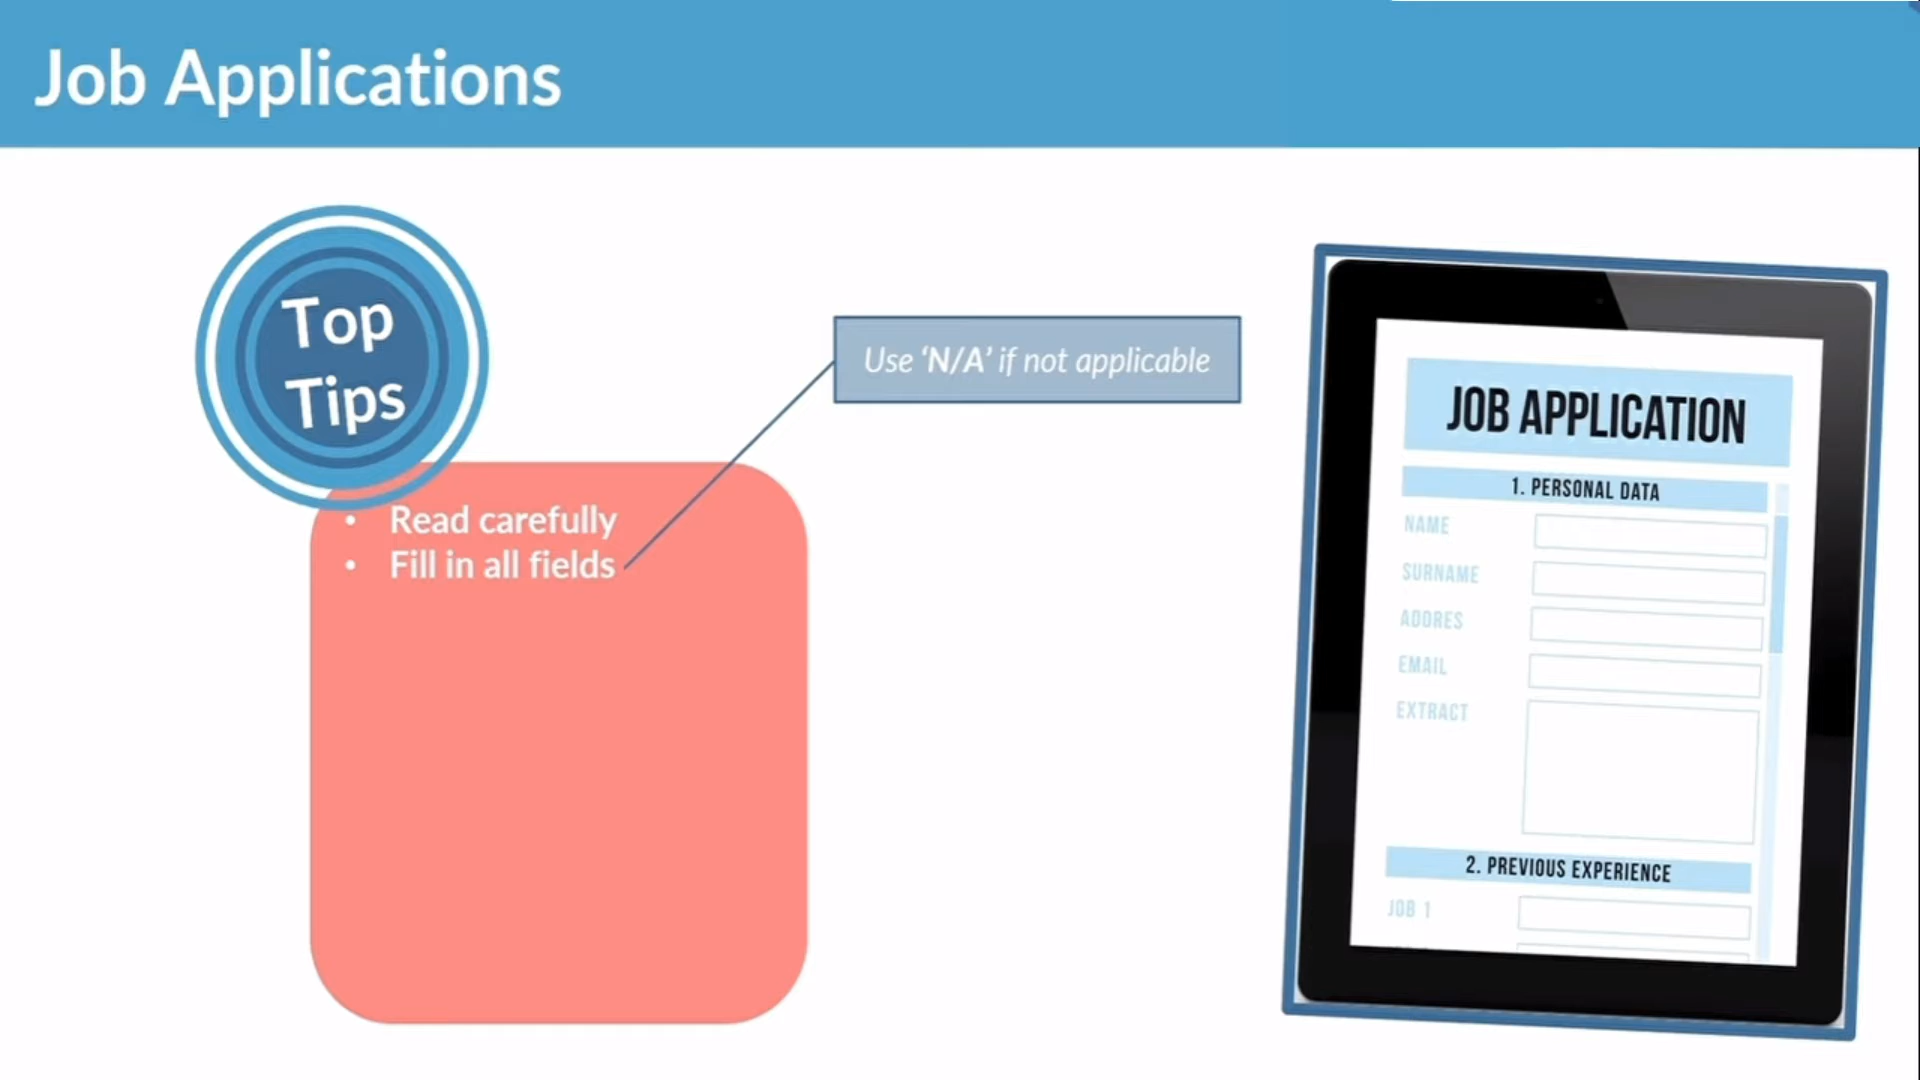 Job Applications
Top
Tips
Use ‘N/A’ if not applicable
• Read carefully
• Fill in all fields
JOB APPLICATION
1. PERSONAL DATA
NAME
SURNAME
ADDRES
EMAIL
EXTRACT
2. PREVIOUS EXPERIENCE
JOB 1